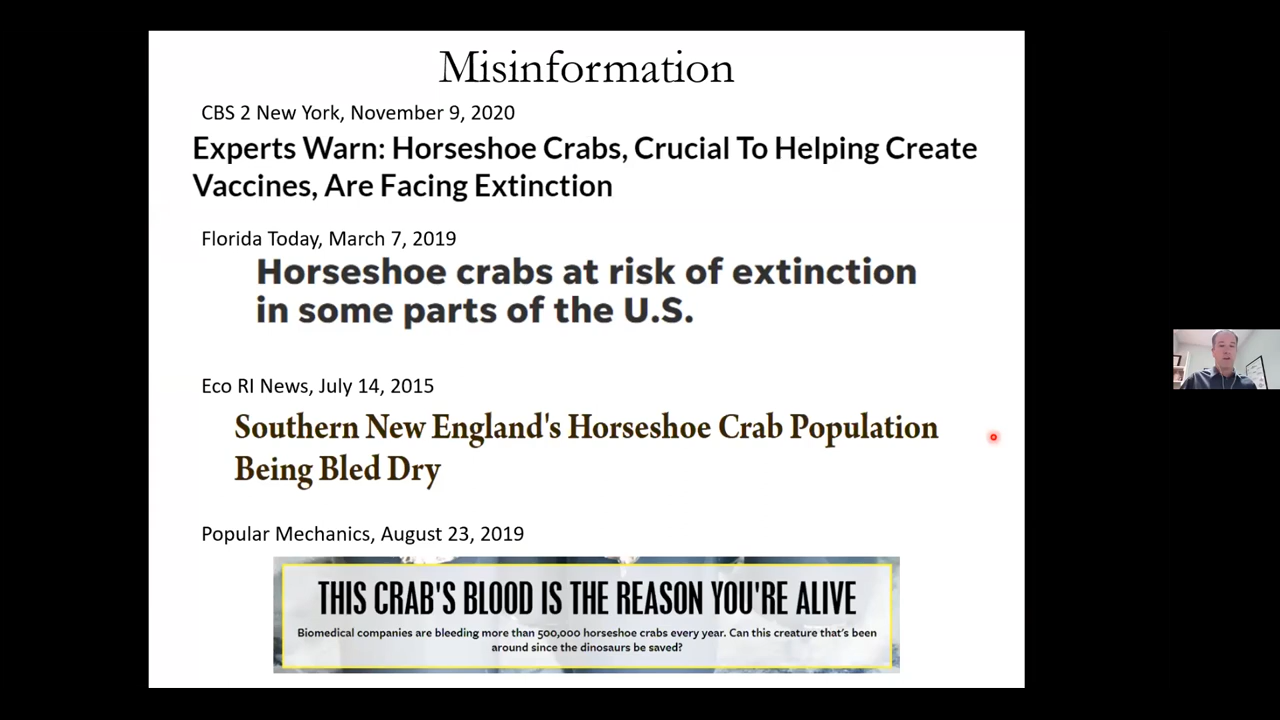 Misinformation
CBS 2 New York, November 9, 2020
Experts Warn: Horseshoe Crabs, Crucial To Helping Create
Vaccines, Are Facing Extinction
Florida Today, March 7, 2019
Horseshoe crabs at risk of extinction
in some parts of the U.S.
Eco RI News, July 14, 2015
Southern New England's Horseshoe Crab Population
Being Bled Dry
Popular Mechanics, August 23, 2019
THIS CRAB'S BLOOD IS THE REASON YOU'RE ALIVE
Biomedical companies are bleeding more than 500,000 horseshoe crabs every year. Can this creature that's been
around since the dinosaurs be saved?